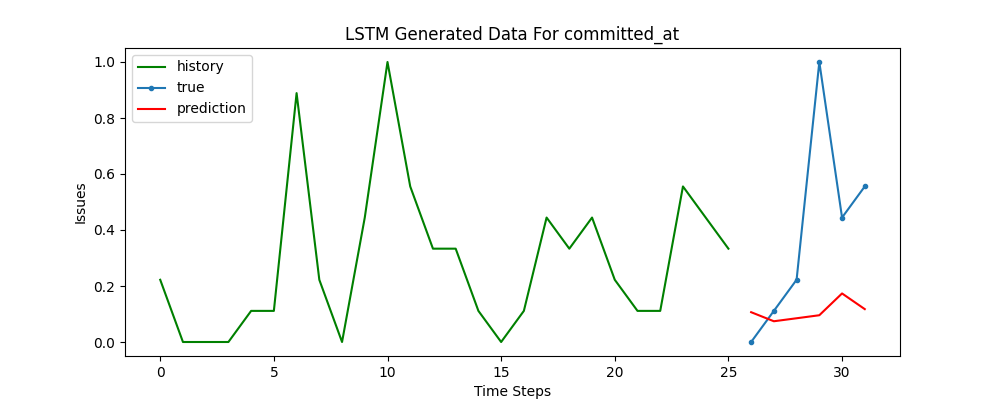 LSTM Generated Data For committed_at
history
true
prediction
Issues
1.0
0.8
0.6
0.4
0.2
0.0
0 5 10 15 20 25 30
Time Steps